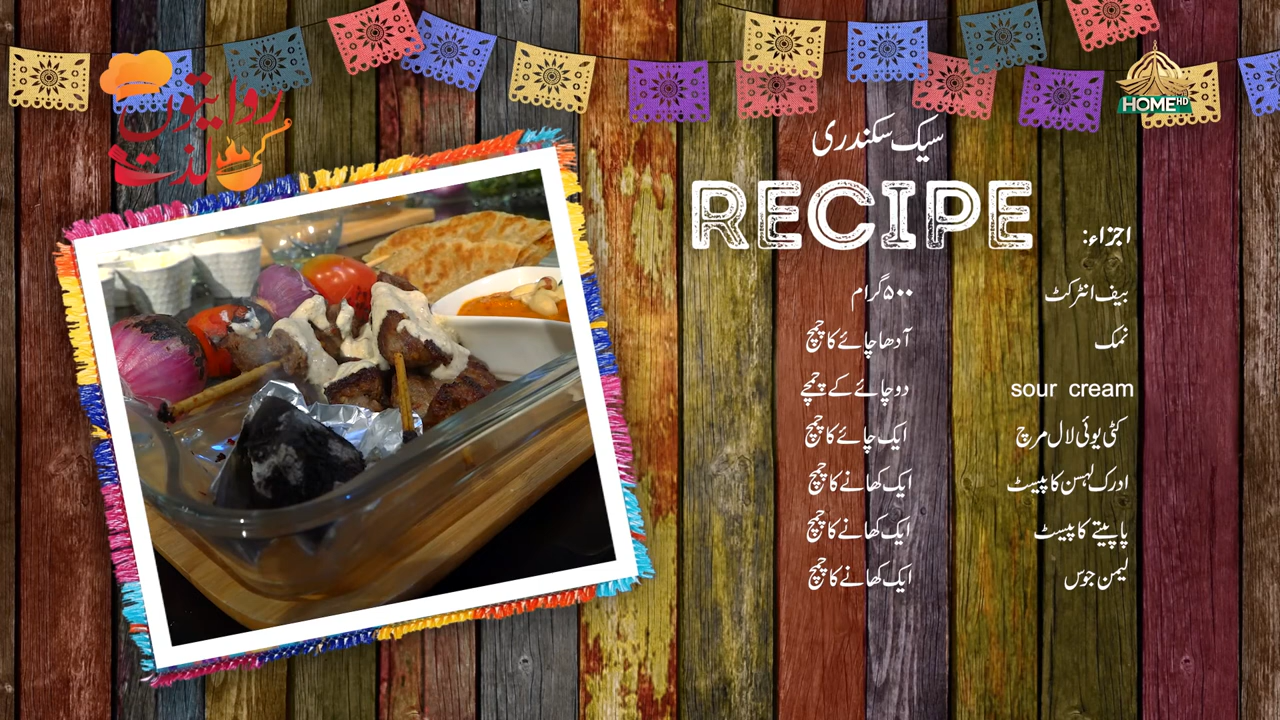 روایتوں
کی لذت
HOME HD
سیک سکندری
RECIPE
اجزاء:
بیف انڈرکٹ ۵۰۰ گرام
نمک آدھا چائے کا چمچ
sour cream دو چائے کے چمچے
کٹی ہوئی لال مرچ ایک چائے کا چمچ
ادرک لہسن کا پیسٹ ایک کھانے کا چمچ
پاپیتے کا پیسٹ ایک کھانے کا چمچ
لیمن جوس ایک کھانے کا چمچ